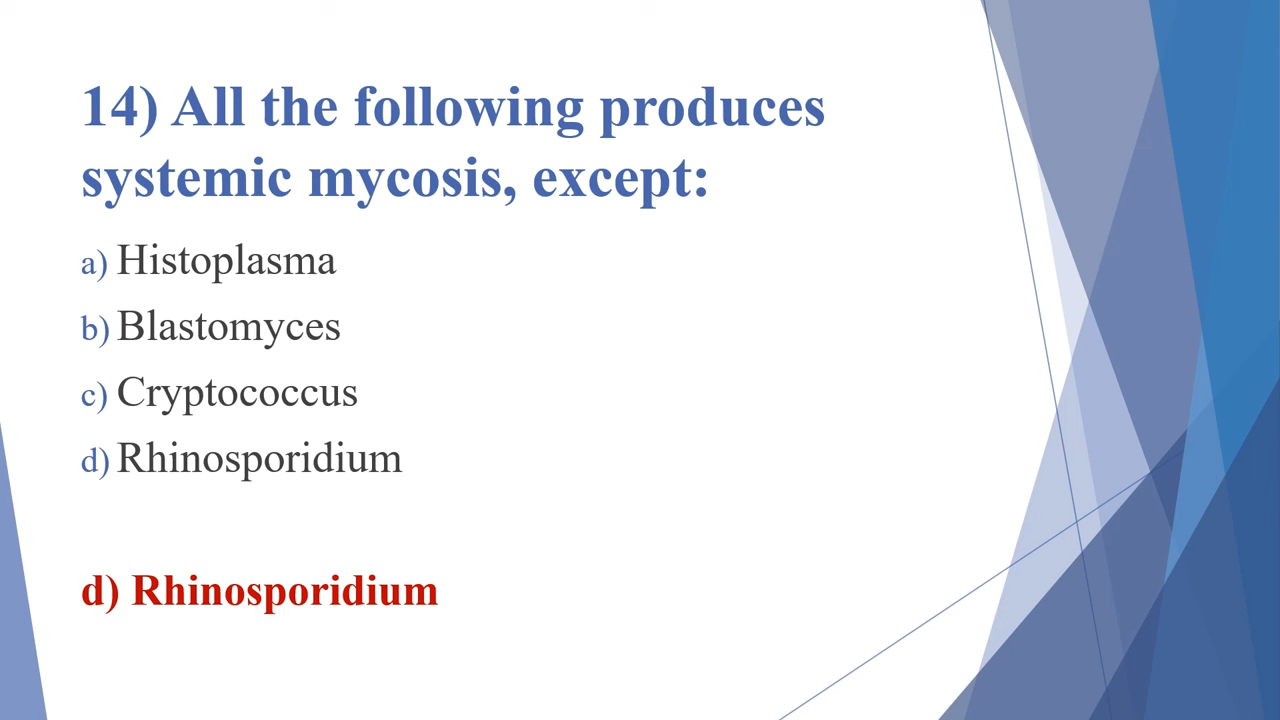 14) All the following produces
systemic mycosis, except:
a) Histoplasma
b) Blastomyces
c) Cryptococcus
d) Rhinosporidium
d) Rhinosporidium